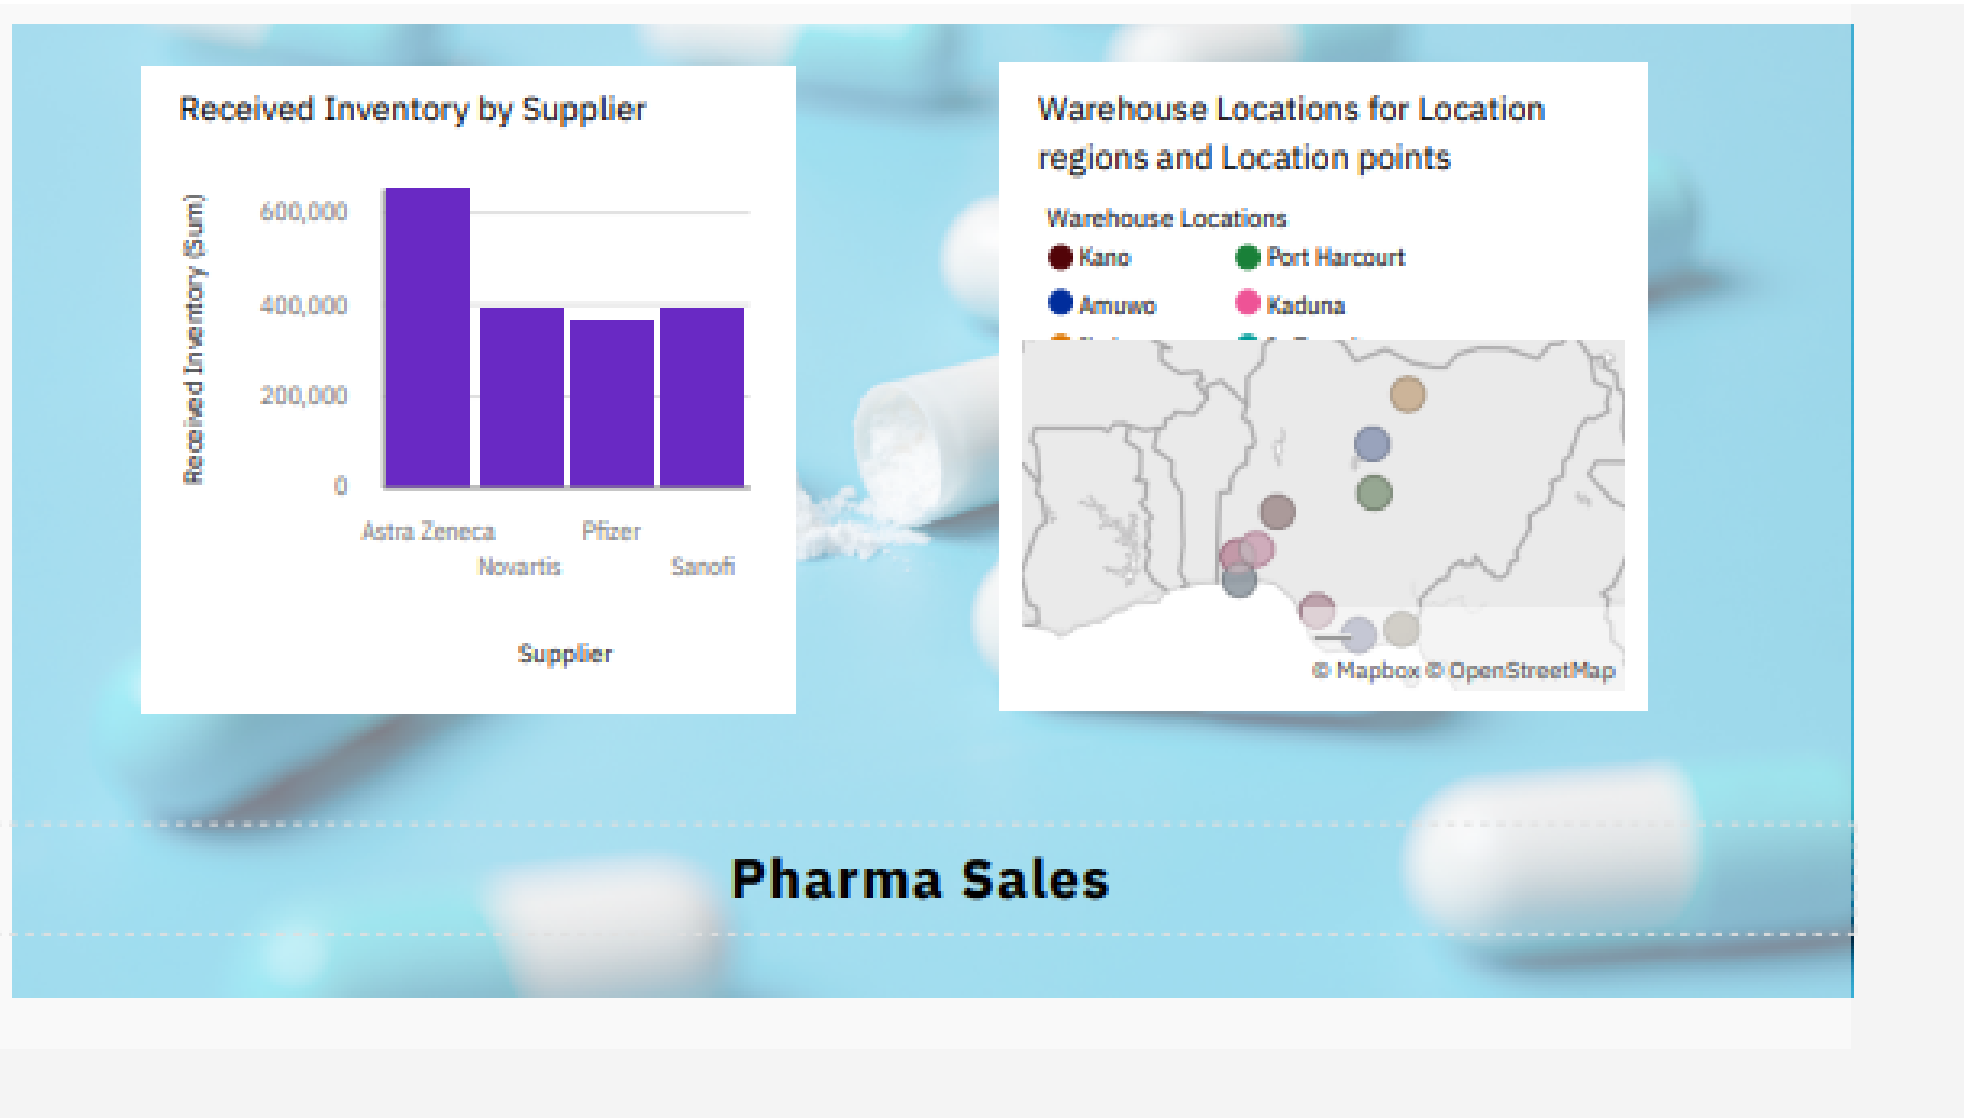 Received Inventory by Supplier
Received Inventory (Sum)
600,000
400,000
200,000
0
Astra Zeneca
Pfizer
Novartis
Sanofi
Supplier
Warehouse Locations for Location
regions and Location points
Warehouse Locations
Kano
Port Harcourt
Amuwo
Kaduna
© Mapbox © OpenStreetMap
Pharma Sales